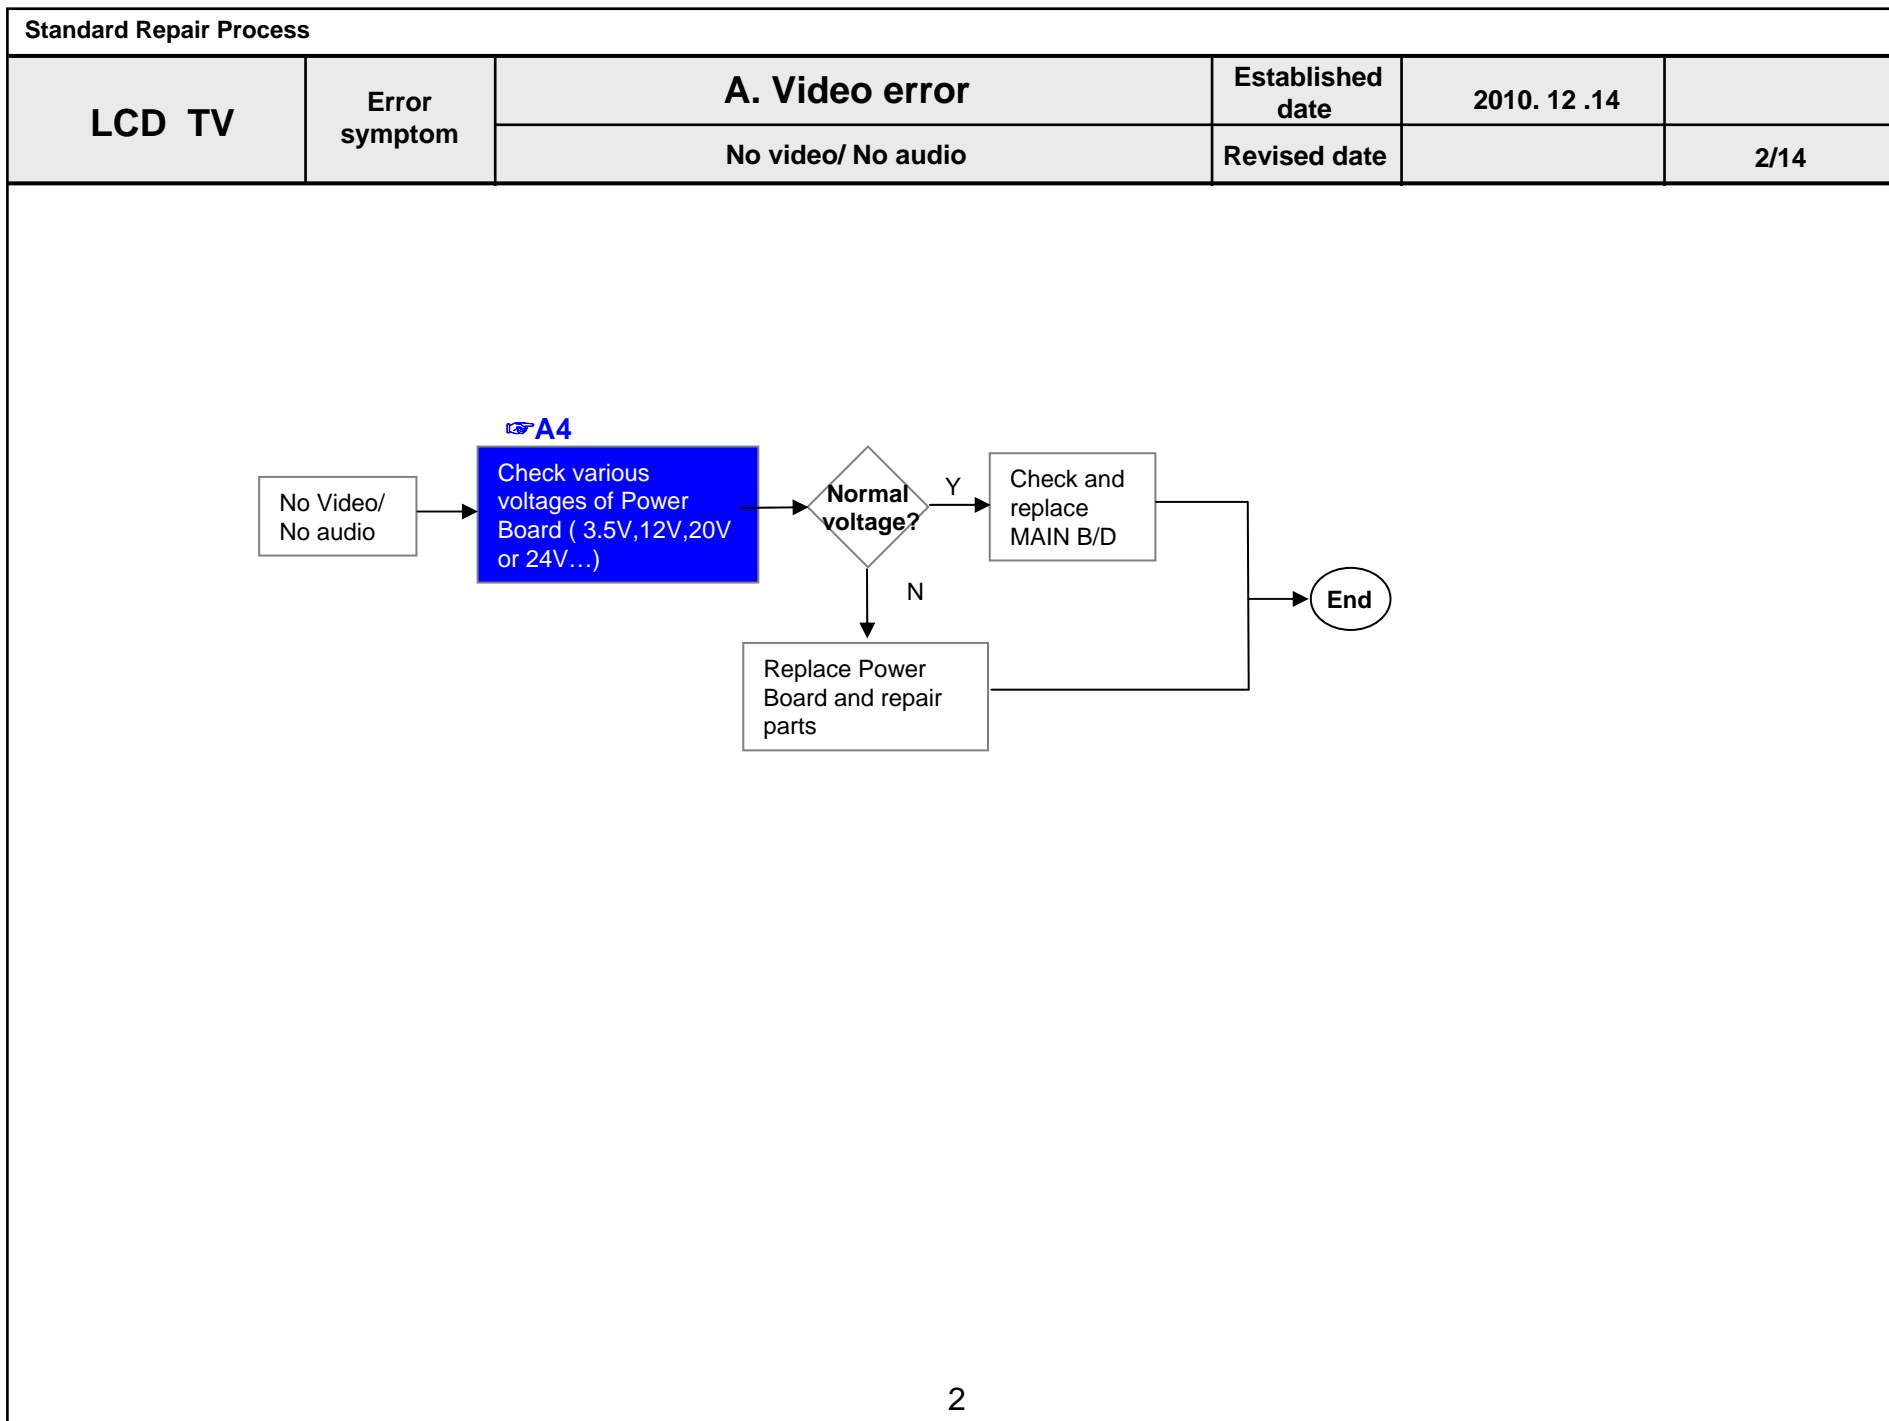 Standard Repair Process
LCD  TV
Error
symptom
A. Video error
No video/ No audio
Established
date
2010. 12 .14
Revised date
2/14
☞A4
No Video/
No audio
Check various
voltages of Power
Board ( 3.5V,12V,20V
or 24V…)
Normal
voltage?
Y
Check and
replace
MAIN B/D
N
Replace Power
Board and repair
parts
End
2